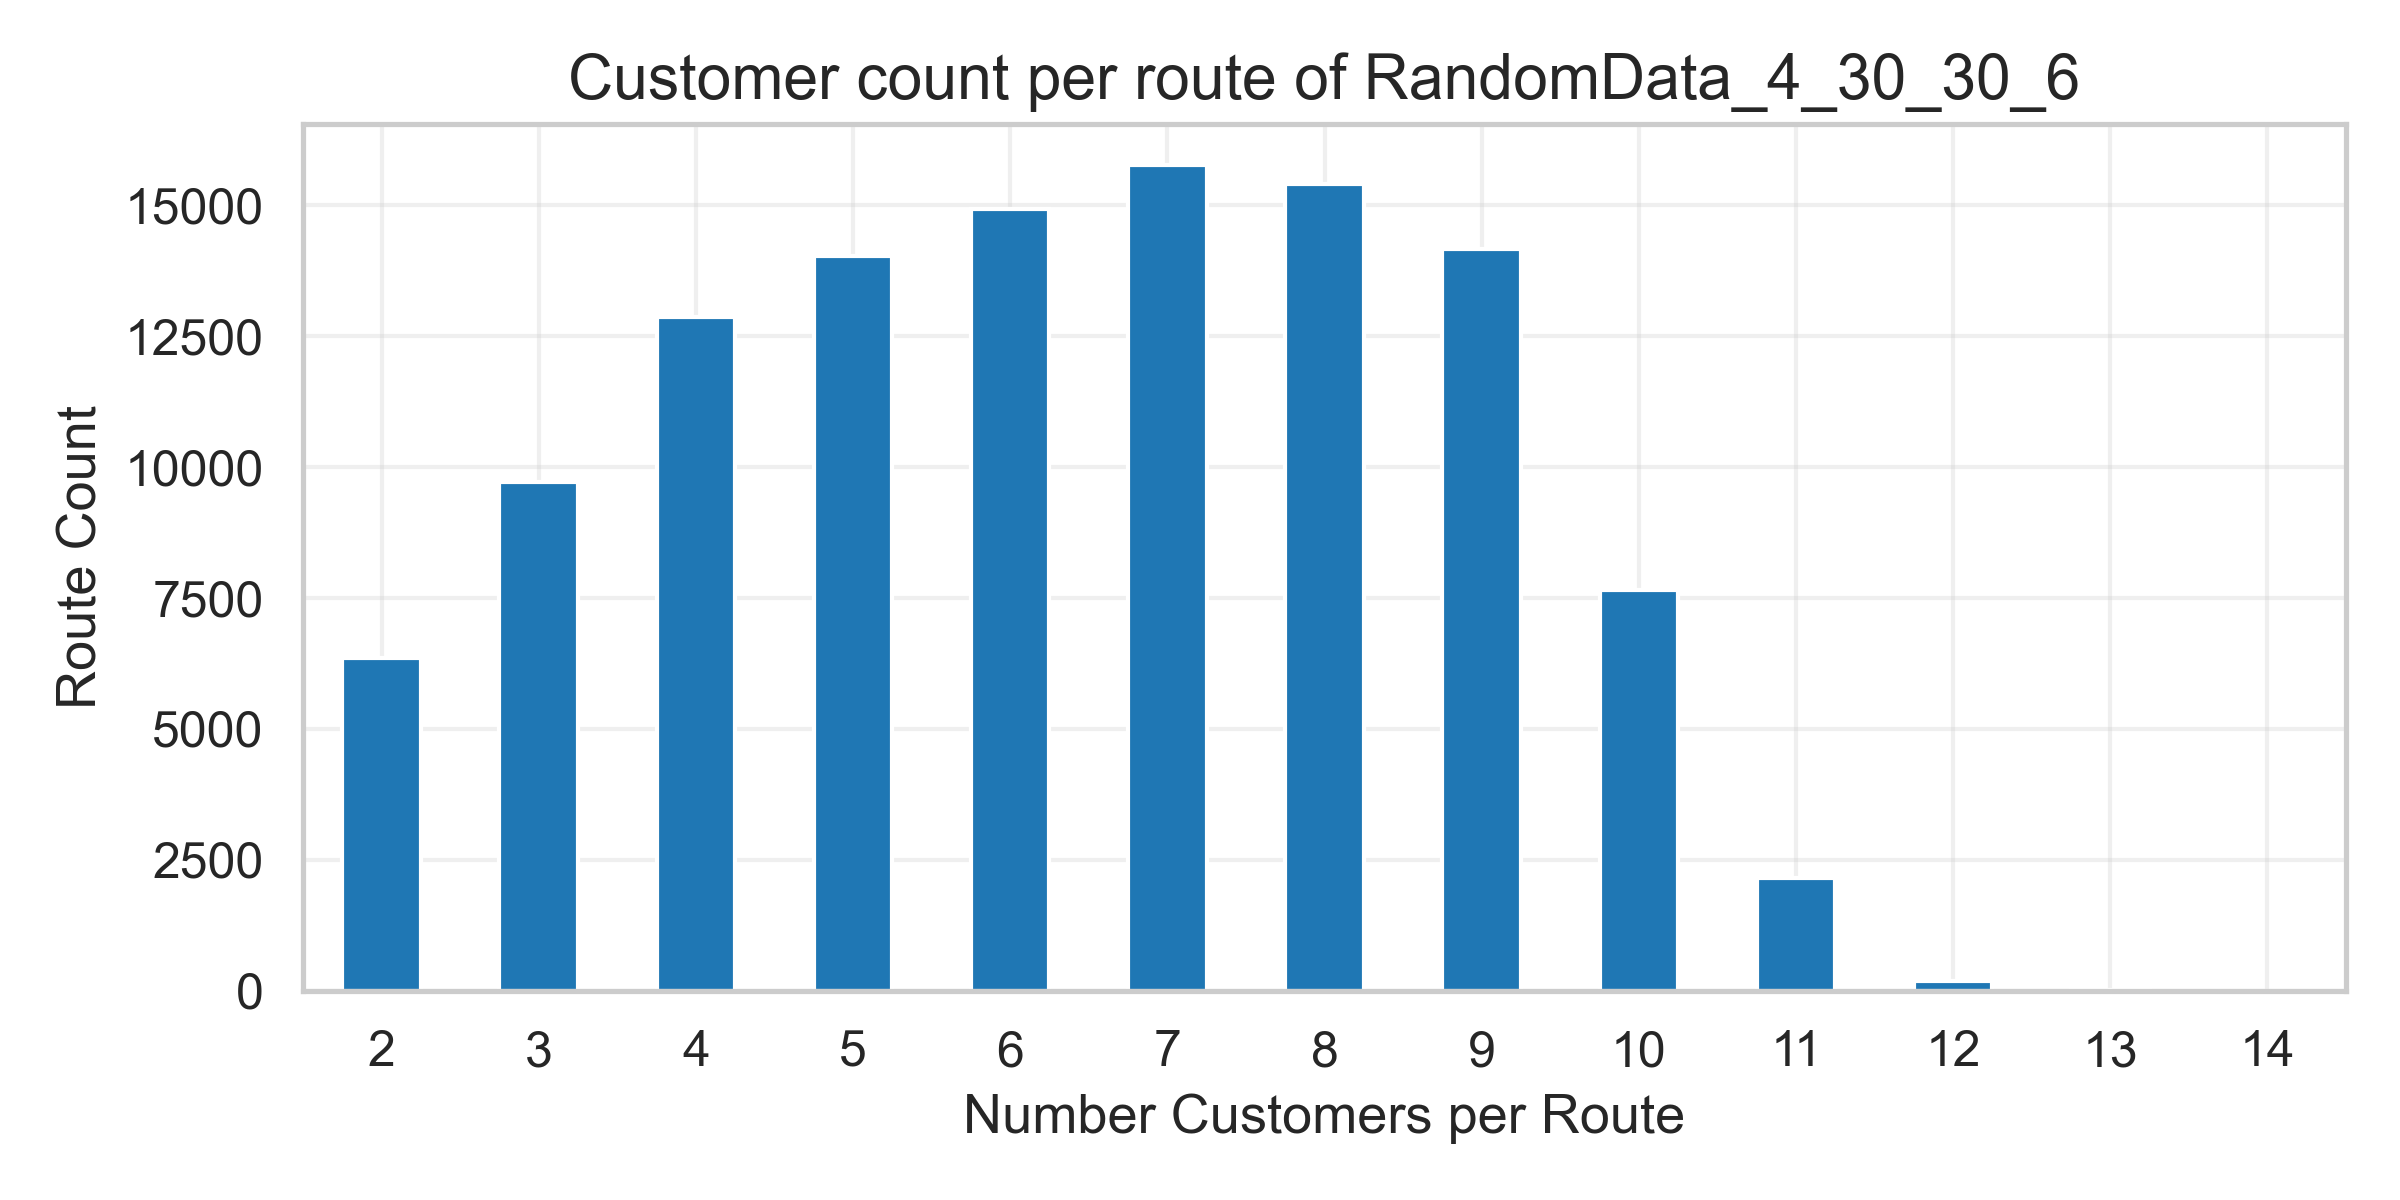 Customer count per route of RandomData_4_30_30_6
Route Count
15000
12500
10000
7500
5000
2500
0
2 3 4 5 6 7 8 9 10 11 12 13 14
Number Customers per Route